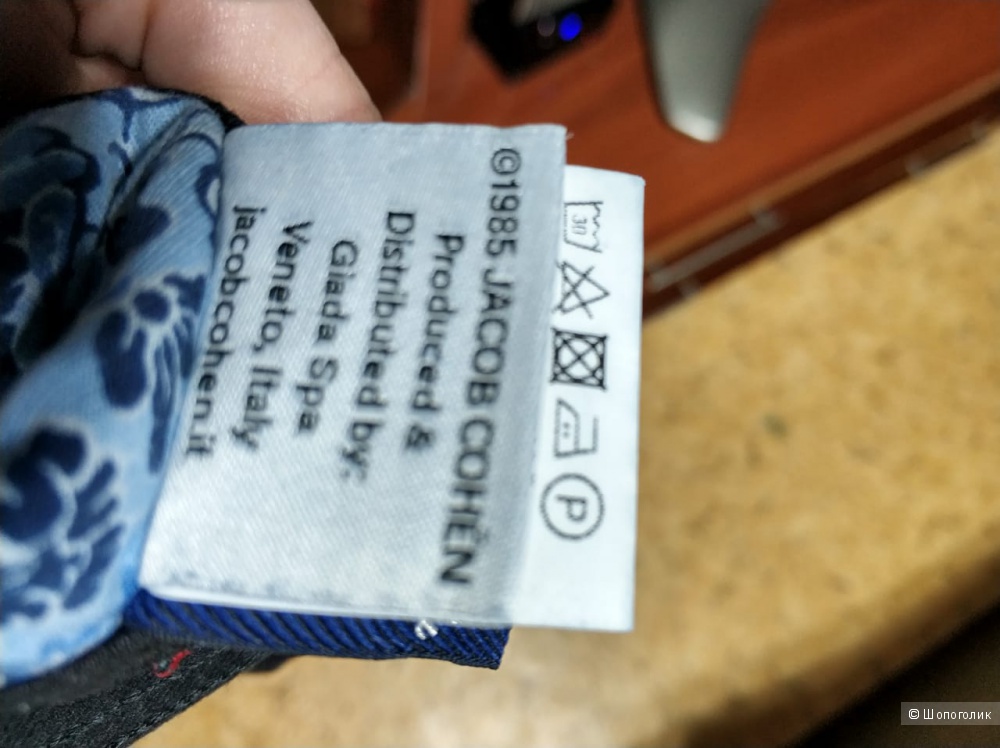 ©1985 JACOB COHËN
Produced &
Distributed by:
Giada Spa
Veneto, Italy
jacobcohen.it
30
P
© Шопоголик